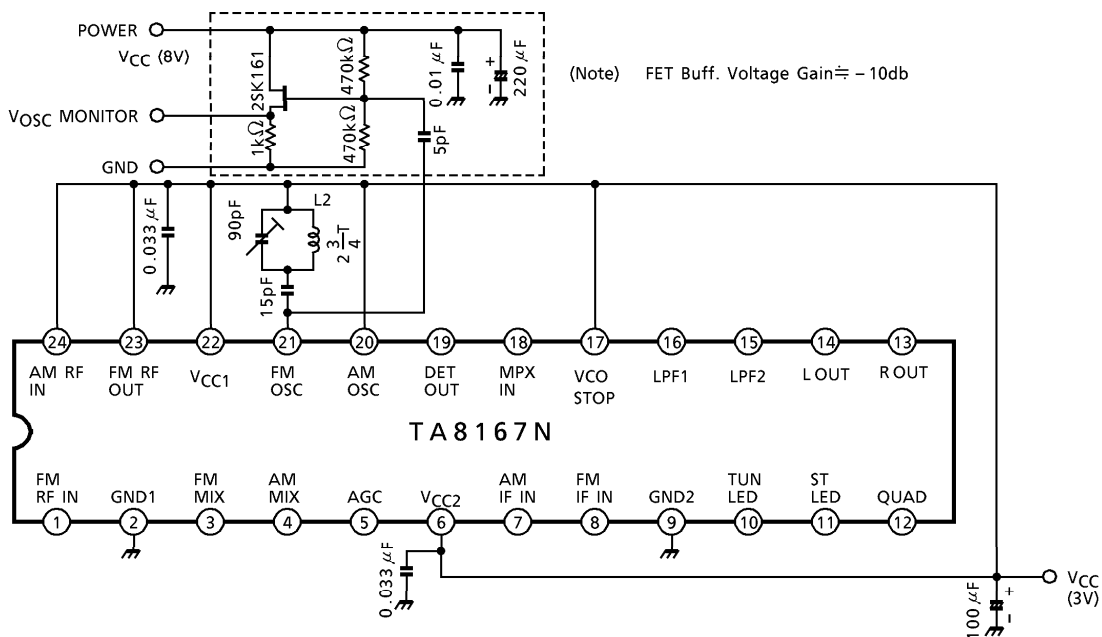 POWER
VCC (8V)
VOSC MONITOR
GND
2SK161
1kΩ
470kΩ
470kΩ
5pF
0.01 μF
220 μF
+
-
(Note) FET Buff. Voltage Gain≒ -10db
0.033 μF
90pF
L2
2 3/4 T
15pF
24 23 22 21 20 19 18 17 16 15 14 13
AM RF IN
FM RF OUT
VCC1
FM OSC
AM OSC
DET OUT
MPX IN
VCO STOP
LPF1
LPF2
L OUT
R OUT
TA8167N
FM RF IN
GND1
FM MIX
AM MIX
AGC
VCC2
AM IF IN
FM IF IN
GND2
TUN LED
ST LED
QUAD
1 2 3 4 5 6 7 8 9 10 11 12
0.033 μF
100 μF
+
-
VCC
(3V)